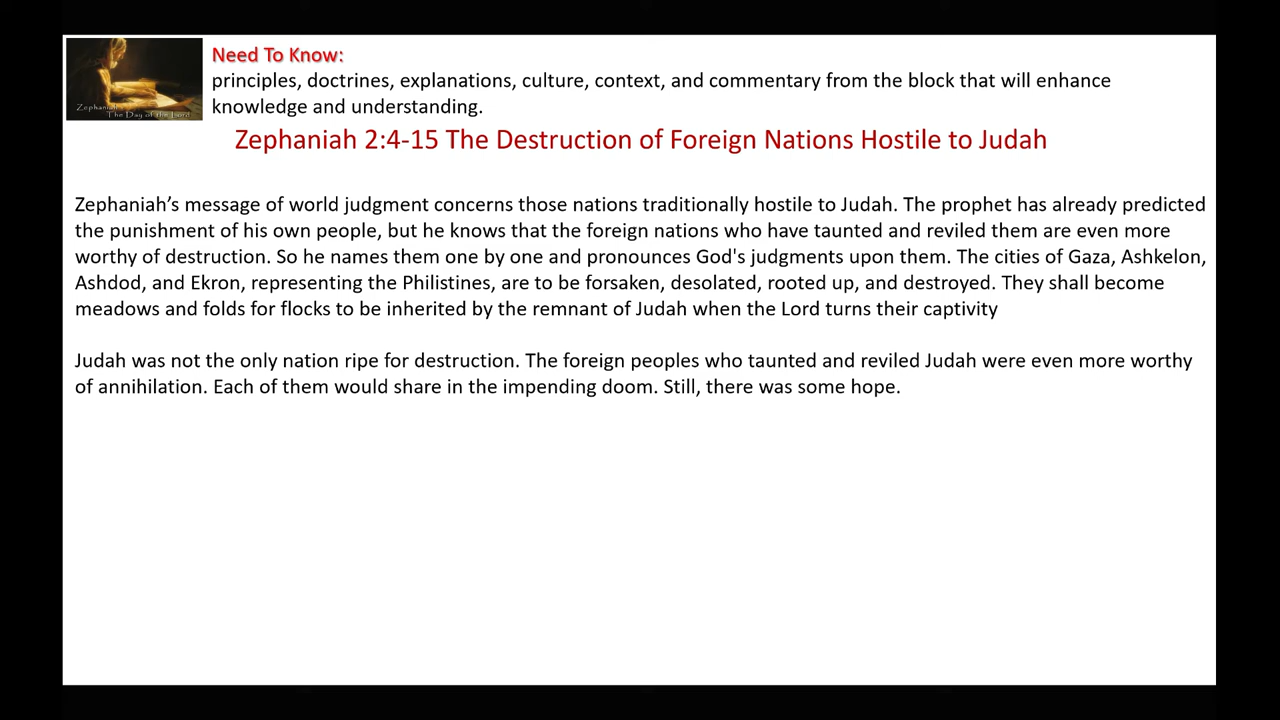 Need To Know:
principles, doctrines, explanations, culture, context, and commentary from the block that will enhance
knowledge and understanding.
Zephaniah
The Day of the Lord
Zephaniah 2:4-15 The Destruction of Foreign Nations Hostile to Judah
Zephaniah’s message of world judgment concerns those nations traditionally hostile to Judah. The prophet has already predicted
the punishment of his own people, but he knows that the foreign nations who have taunted and reviled them are even more
worthy of destruction. So he names them one by one and pronounces God's judgments upon them. The cities of Gaza, Ashkelon,
Ashdod, and Ekron, representing the Philistines, are to be forsaken, desolated, rooted up, and destroyed. They shall become
meadows and folds for flocks to be inherited by the remnant of Judah when the Lord turns their captivity
Judah was not the only nation ripe for destruction. The foreign peoples who taunted and reviled Judah were even more worthy
of annihilation. Each of them would share in the impending doom. Still, there was some hope.